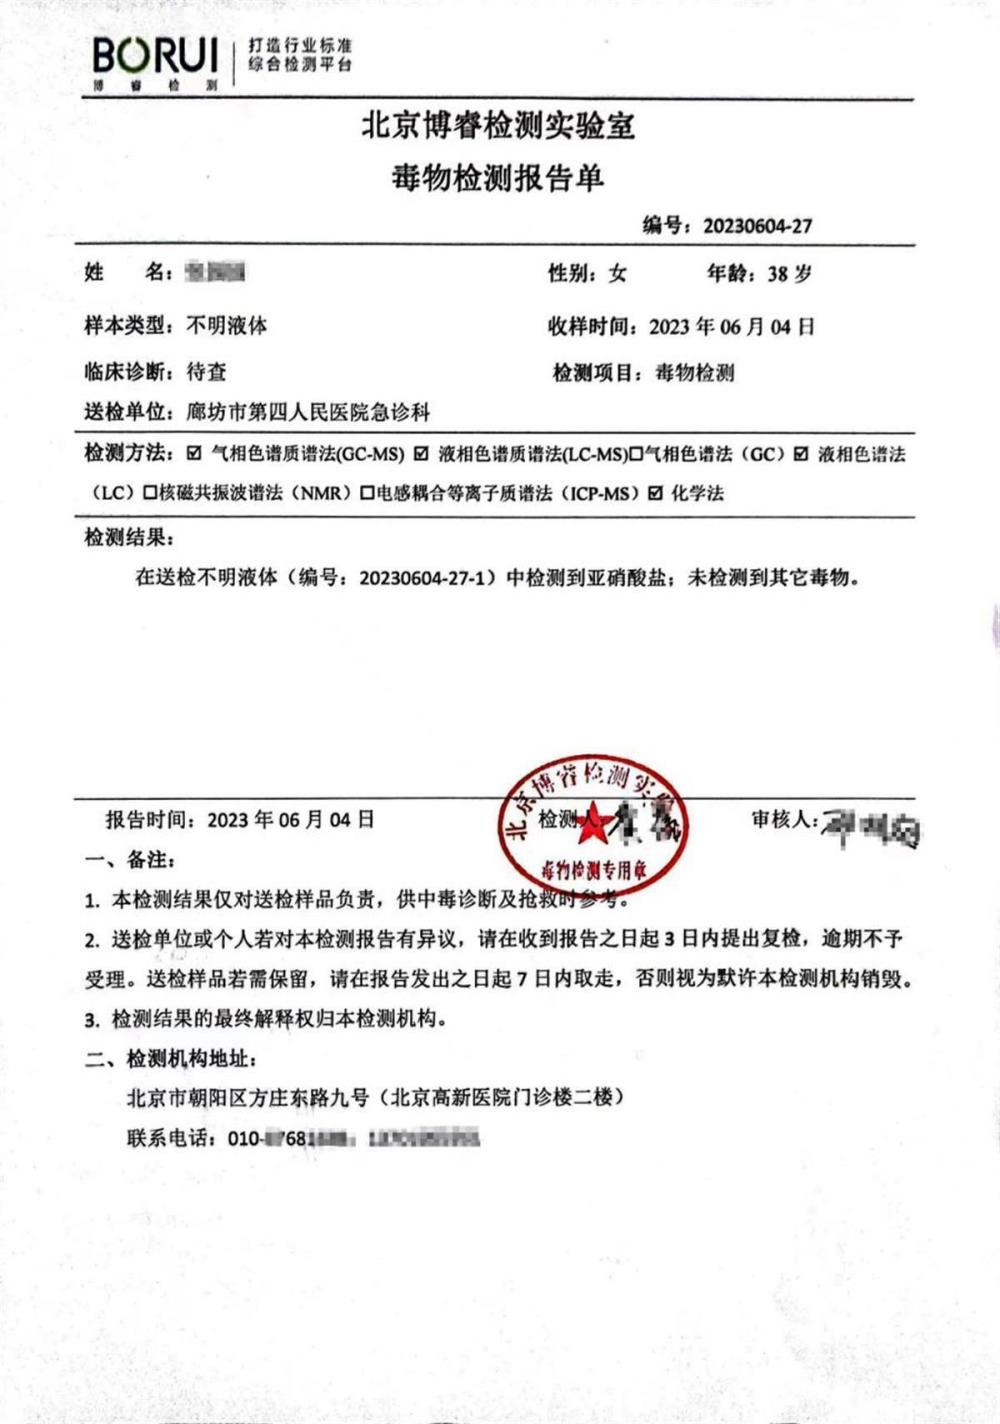 BORUI
博睿检测
打造行业标准
综合检测平台
北京博睿检测实验室
毒物检测报告单
编号：20230604-27
姓 名： 性别：女 年龄：38 岁
样本类型：不明液体 收样时间：2023 年 06 月 04 日
临床诊断：待查 检测项目：毒物检测
送检单位：廊坊市第四人民医院急诊科
检测方法：☑ 气相色谱质谱法(GC-MS) ☑ 液相色谱质谱法(LC-MS)☐气相色谱法（GC）☑ 液相色谱法
（LC）☐核磁共振波谱法（NMR）☐电感耦合等离子质谱法（ICP-MS）☑ 化学法
检测结果：
在送检不明液体（编号：20230604-27-1）中检测到亚硝酸盐；未检测到其它毒物。
北京博睿检测实验
报告时间：2023 年 06 月 04 日 检测人： 审核人：
毒物检测专用章
一、备注：
1. 本检测结果仅对送检样品负责，供中毒诊断及抢救时参考。
2. 送检单位或个人若对本检测报告有异议，请在收到报告之日起 3 日内提出复检，逾期不予
受理。送检样品若需保留，请在报告发出之日起 7 日内取走，否则视为默许本检测机构销毁。
3. 检测结果的最终解释权归本检测机构。
二、检测机构地址：
北京市朝阳区方庄东路九号（北京高新医院门诊楼二楼）
联系电话：010-